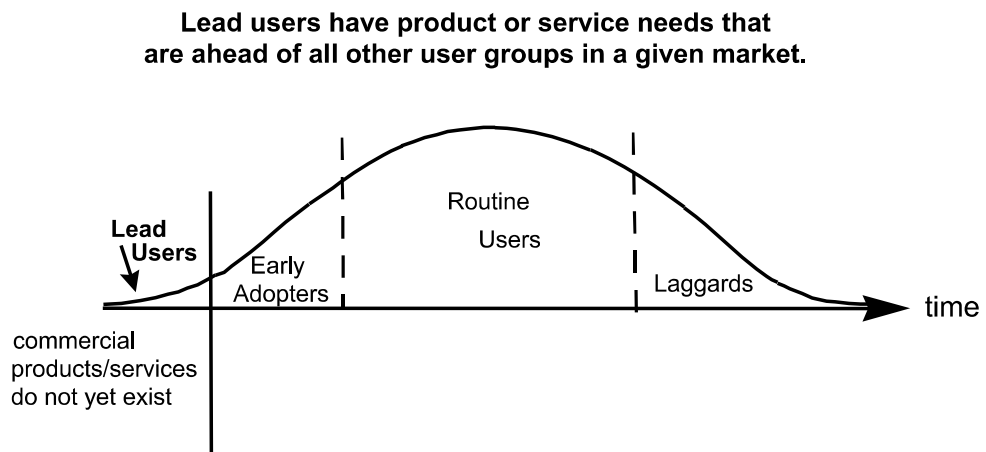 Lead users have product or service needs that
are ahead of all other user groups in a given market.
Lead
Users
Early
Adopters
Routine
Users
Laggards
time
commercial
products/services
do not yet exist